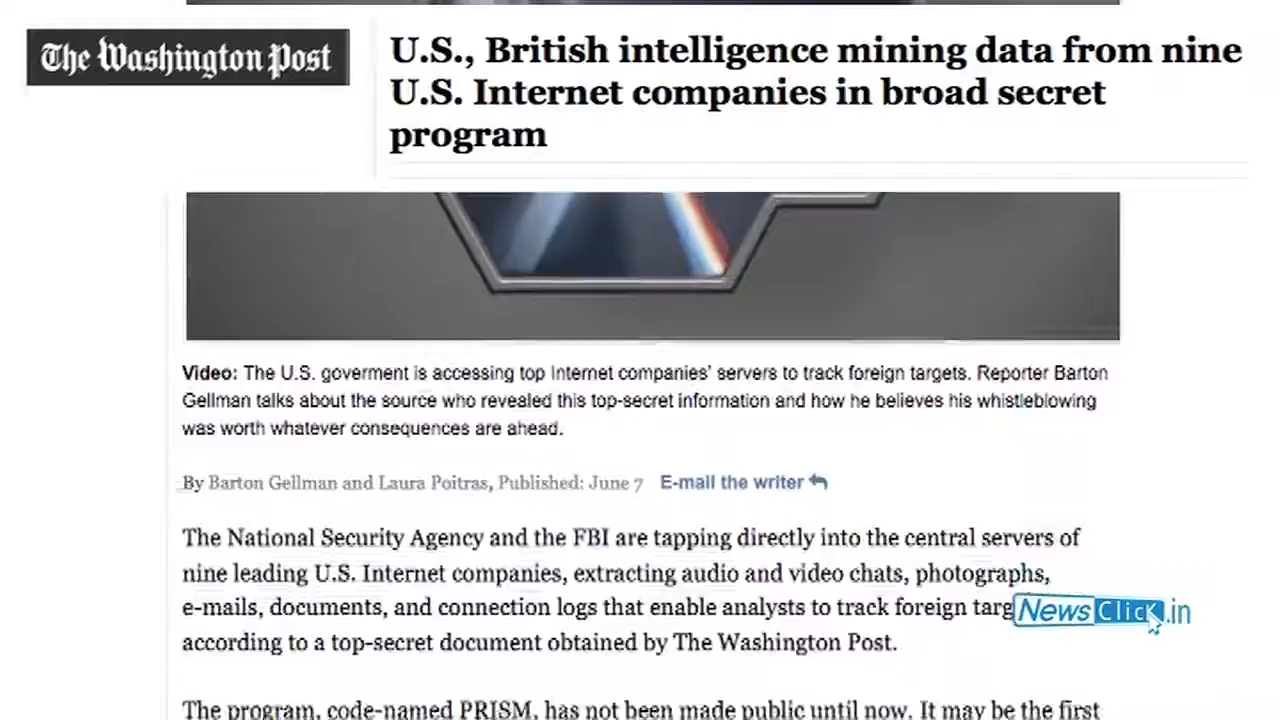 The Washington Post
U.S., British intelligence mining data from nine
U.S. Internet companies in broad secret
program
Video: The U.S. goverment is accessing top Internet companies' servers to track foreign targets. Reporter Barton
Gellman talks about the source who revealed this top-secret information and how he believes his whistleblowing
was worth whatever consequences are ahead.
By Barton Gellman and Laura Poitras, Published: June 7 E-mail the writer
The National Security Agency and the FBI are tapping directly into the central servers of
nine leading U.S. Internet companies, extracting audio and video chats, photographs,
e-mails, documents, and connection logs that enable analysts to track foreign targ
NewsClick.in
according to a top-secret document obtained by The Washington Post.
The program, code-named PRISM, has not been made public until now. It may be the first